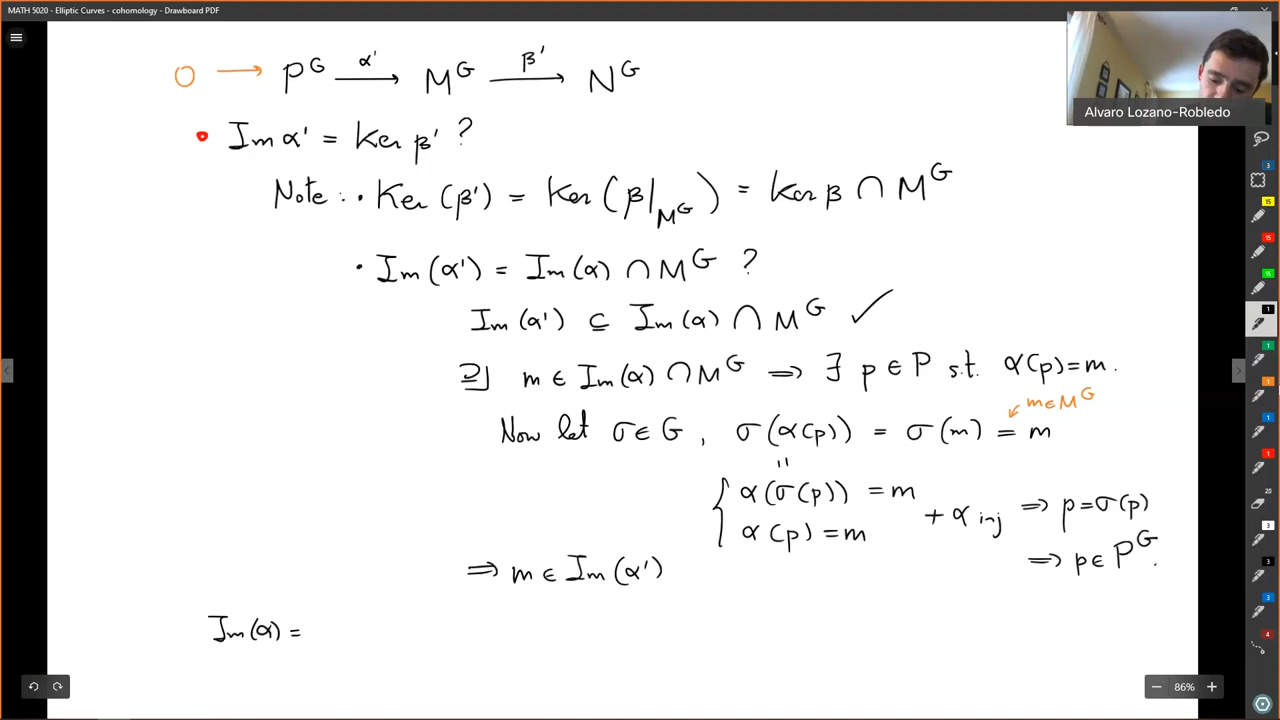 MATH 5020 - Elliptic Curves - cohomology - Drawboard PDF
Alvaro Lozano-Robledo
0 → P^G —α'→ M^G —β'→ N^G
• Im α' = Ker β' ?
Note : • Ker (β') = Ker (β|_{M^G}) = Ker β ∩ M^G
• Im (α') = Im (α) ∩ M^G ?
Im (α') ⊆ Im (α) ∩ M^G ✓
⊇] m ∈ Im (α) ∩ M^G ⟹ ∃ p ∈ P s.t. α(p) = m.
m ∈ M^G
Now let σ ∈ G , σ(α(p)) = σ(m) = m
"
{ α(σ(p)) = m
α(p) = m
+ α inj ⟹ p = σ(p)
⟹ p ∈ P^G.
⟹ m ∈ Im (α')
Im (α) =
86%